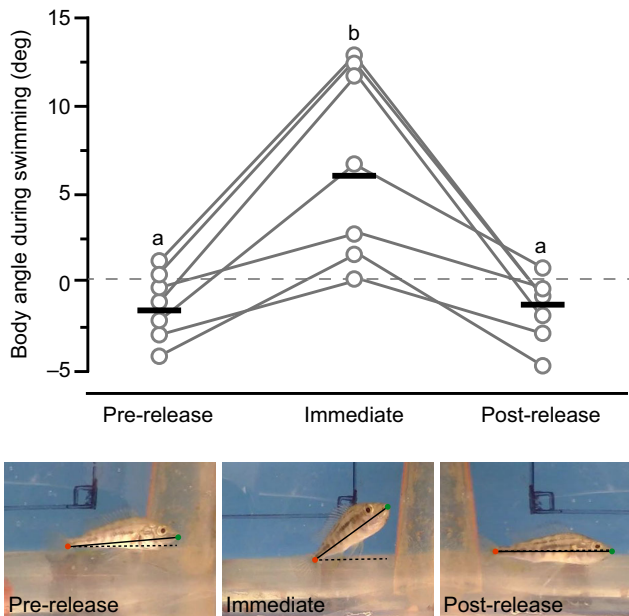 Body angle during swimming (deg)
15
10
5
0
–5
a
b
a
Pre-release
Immediate
Post-release
Pre-release
Immediate
Post-release